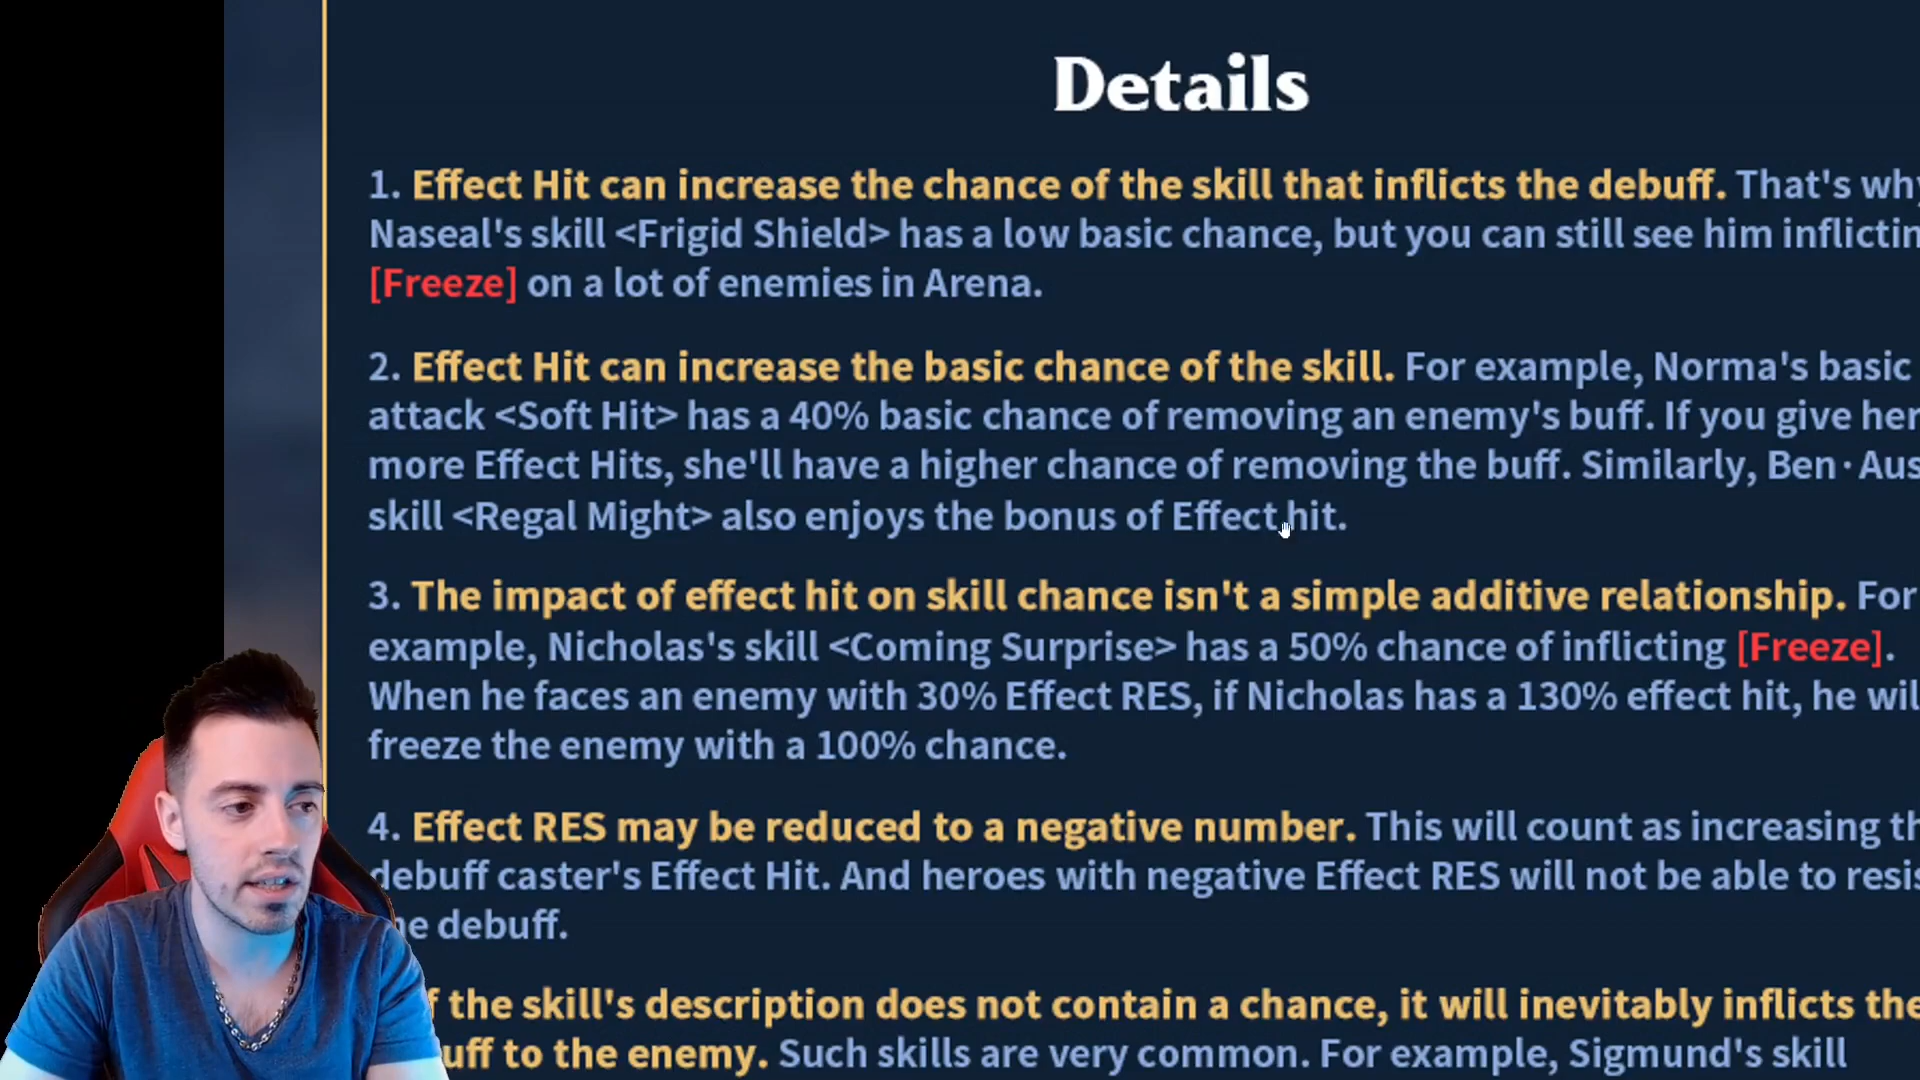 Details
1. Effect Hit can increase the chance of the skill that inflicts the debuff. That's why
Naseal's skill <Frigid Shield> has a low basic chance, but you can still see him
[Freeze] on a lot of enemies in Arena.
2. Effect Hit can increase the basic chance of the skill. For example, Norma's basic
attack <Soft Hit> has a 40% basic chance of removing an enemy's buff. If you give her
more Effect Hits, she'll have a higher chance of removing the buff. Similarly, Ben·
skill <Regal Might> also enjoys the bonus of Effect hit.
3. The impact of effect hit on skill chance isn't a simple additive relationship. For
example, Nicholas's skill <Coming Surprise> has a 50% chance of inflicting [Freeze].
When he faces an enemy with 30% Effect RES, if Nicholas has a 130% effect hit, he
freeze the enemy with a 100% chance.
4. Effect RES may be reduced to a negative number. This will count as increasing
debuff caster's Effect Hit. And heroes with negative Effect RES will not be able to
debuff.
the skill's description does not contain a chance, it will inevitably inflicts the
to the enemy. Such skills are very common. For example, Sigmund's skill